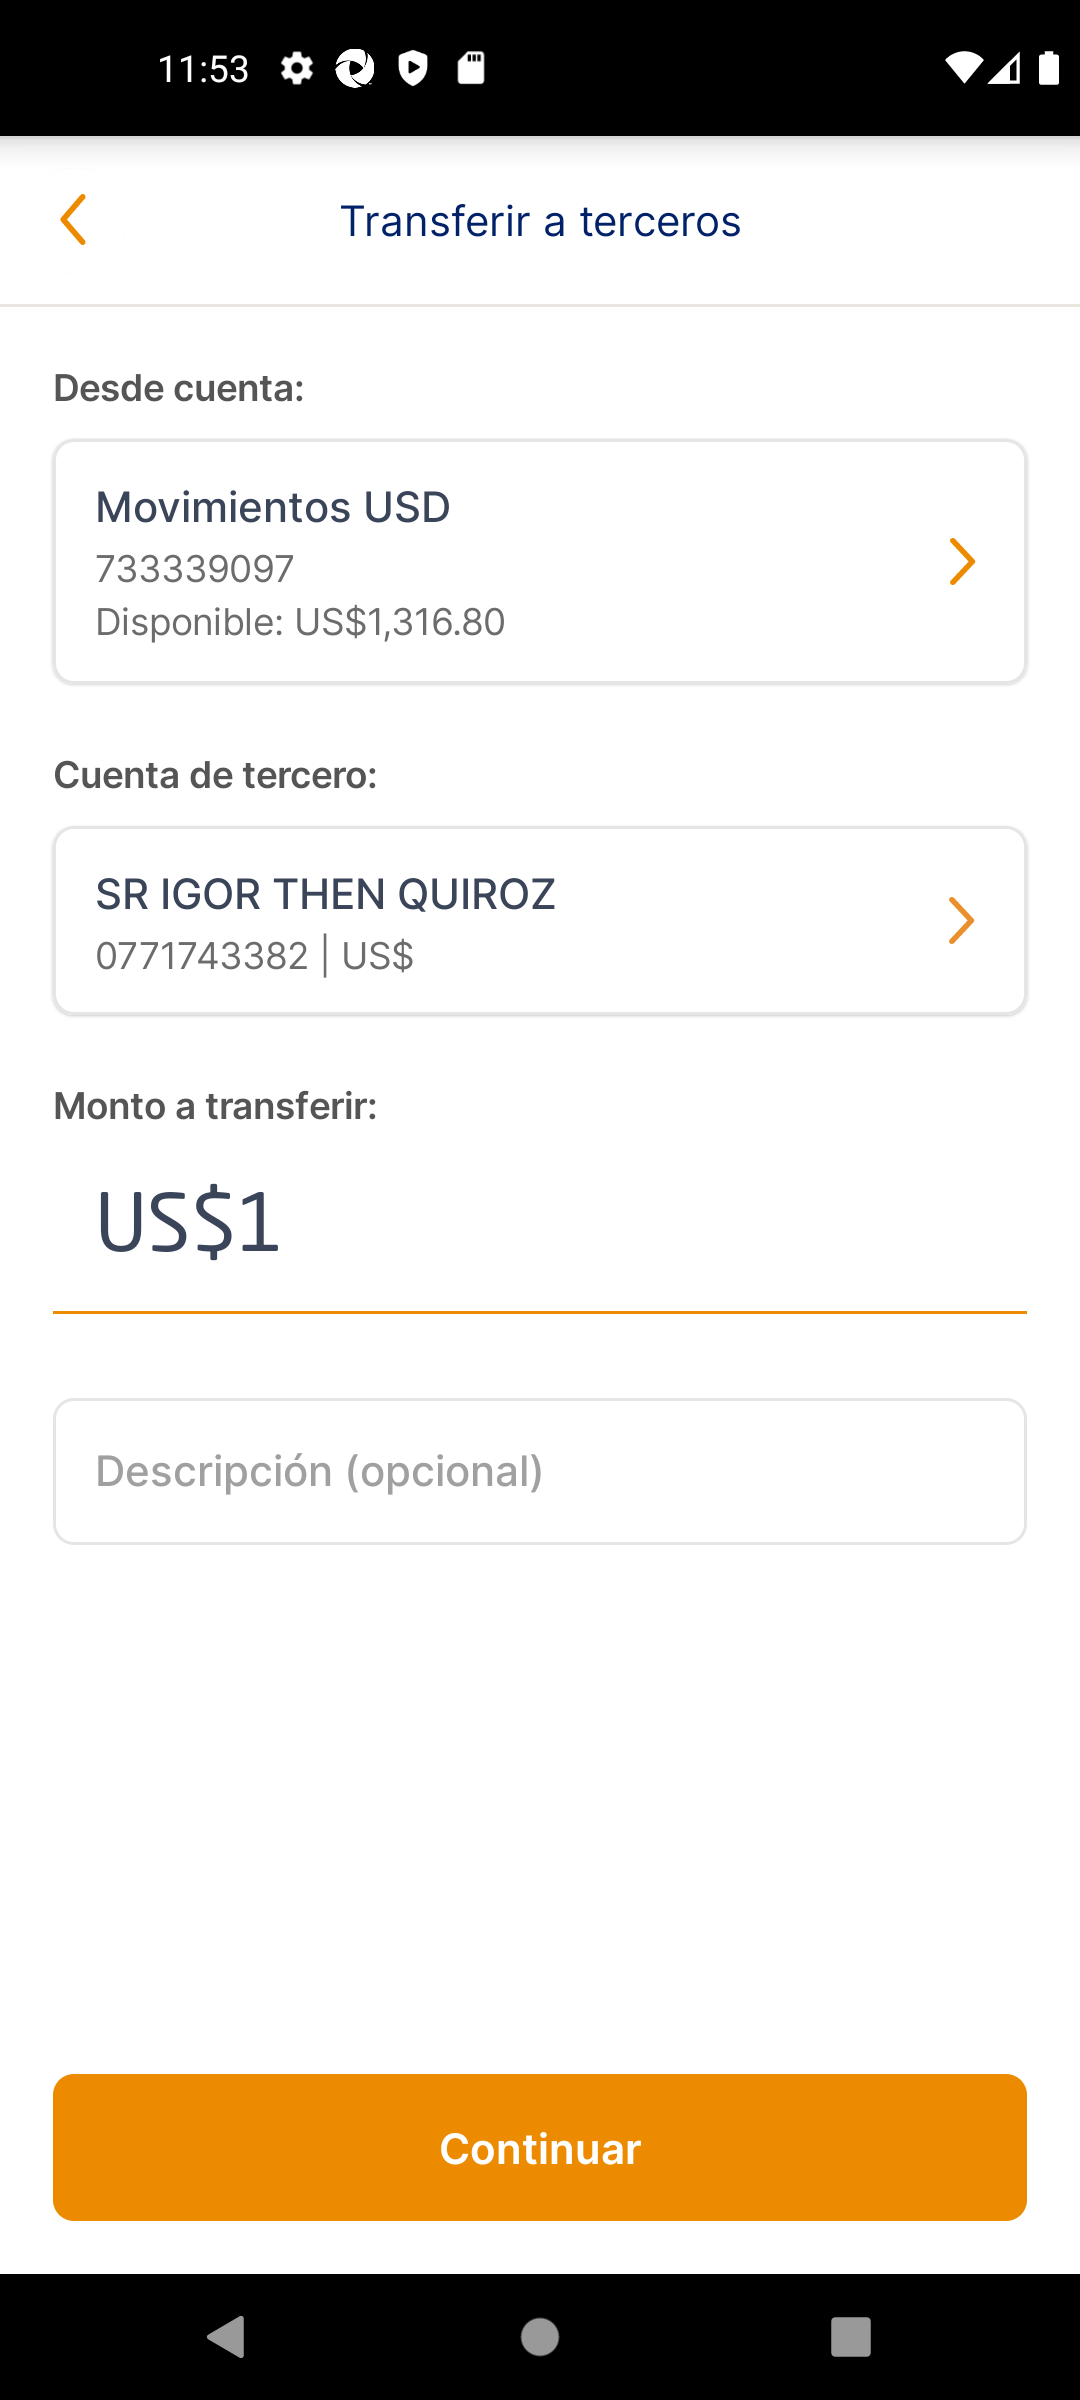 11:53
Transferir a terceros
Desde cuenta:
Movimientos USD
733339097
Disponible: US$1,316.80
Cuenta de tercero:
SR IGOR THEN QUIROZ
0771743382 | US$
Monto a transferir:
US$1
Descripción (opcional)
Continuar